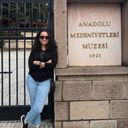 ANADOLU
MEDENİYETLERİ
MÜZESİ
1921